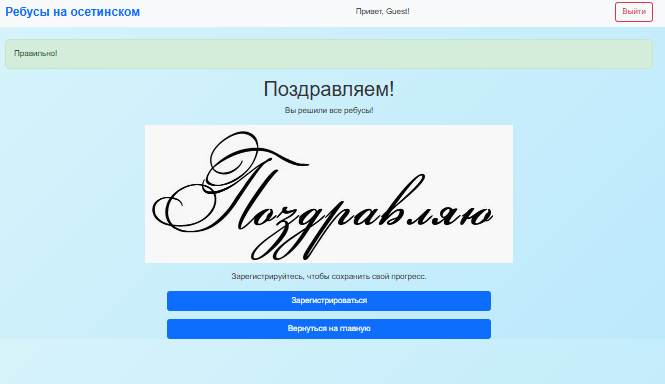 Ребусы на осетинском
Привет, Guest!
Выйти
Правильно!
Поздравляем!
Вы решили все ребусы!
Поздравляю
Зарегистрируйтесь, чтобы сохранить свой прогресс.
Зарегистрироваться
Вернуться на главную